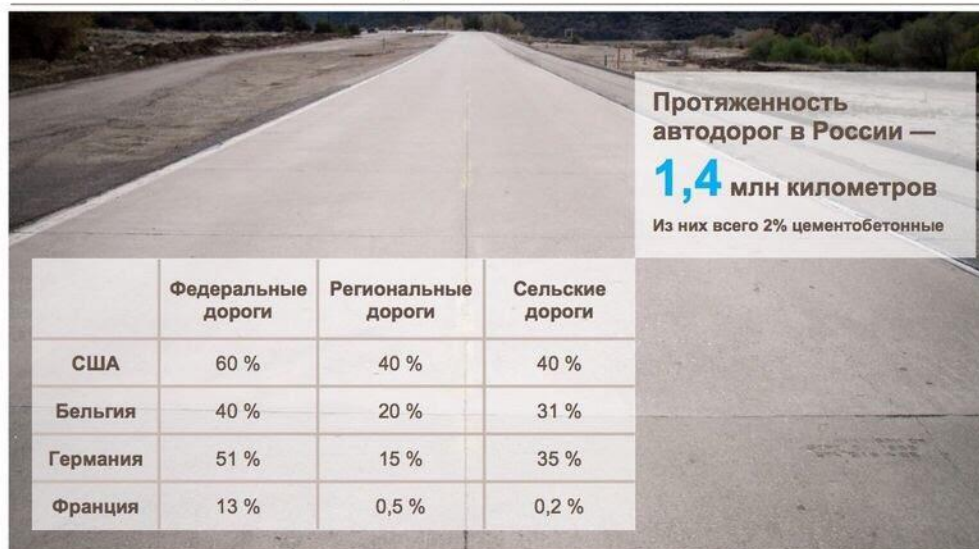 Протяженность
автодорог в России —
1,4 млн километров
Из них всего 2% цементобетонные
Федеральные дороги Региональные дороги Сельские дороги
США 60 % 40 % 40 %
Бельгия 40 % 20 % 31 %
Германия 51 % 15 % 35 %
Франция 13 % 0,5 % 0,2 %